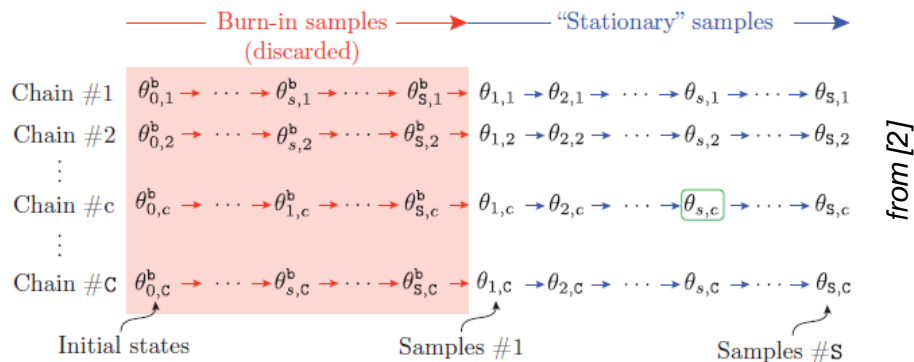 Burn-in samples "Stationary" samples
(discarded)
Chain #1 θ^b_{0,1} ··· θ^b_{s,1} ··· θ^b_{S,1} θ_{1,1} θ_{2,1} ··· θ_{s,1} ··· θ_{S,1}
Chain #2 θ^b_{0,2} ··· θ^b_{s,2} ··· θ^b_{S,2} θ_{1,2} θ_{2,2} ··· θ_{s,2} ··· θ_{S,2}
⋮ ⋮
Chain #c θ^b_{0,c} ··· θ^b_{1,c} ··· θ^b_{S,c} θ_{1,c} θ_{2,c} ··· θ_{s,c} ··· θ_{S,c}
⋮ ⋮
Chain #C θ^b_{0,C} ··· θ^b_{s,C} ··· θ^b_{S,C} θ_{1,C} θ_{2,C} ··· θ_{s,C} ··· θ_{S,C}
Initial states Samples #1 Samples #S
from [2]